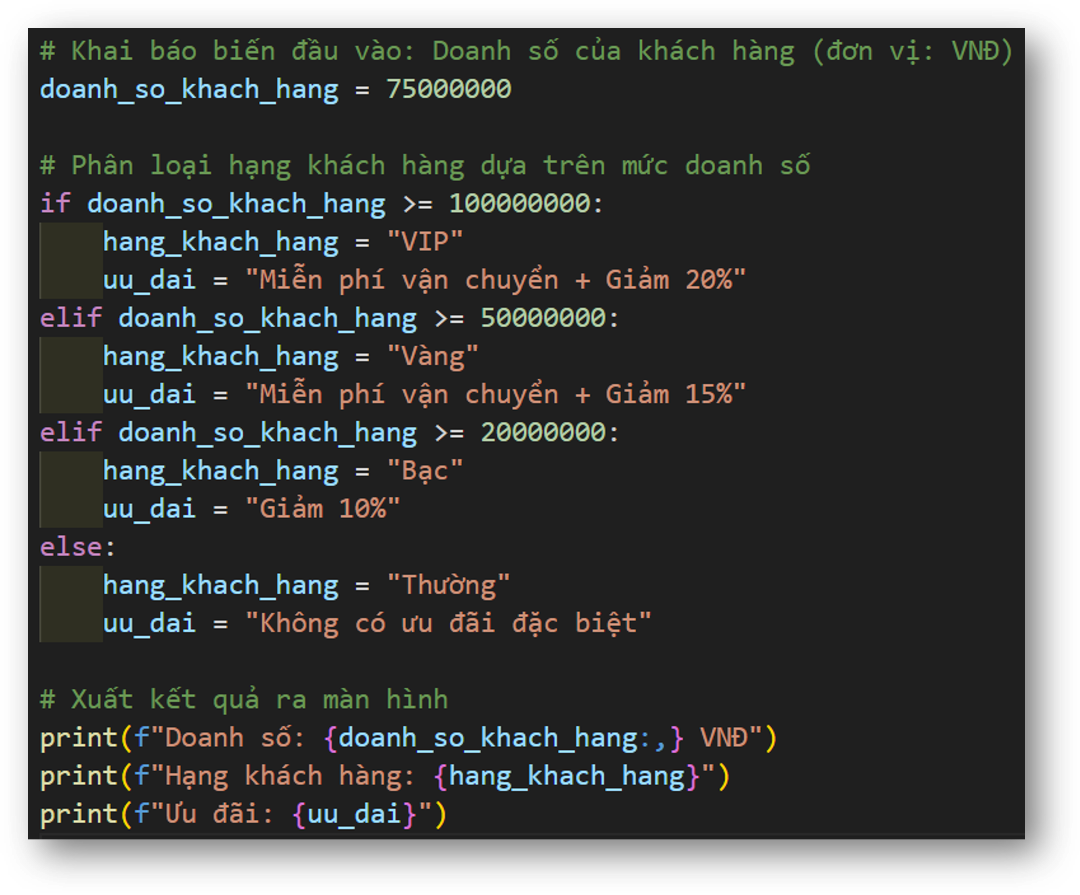 # Khai báo biến đầu vào: Doanh số của khách hàng (đơn vị: VNĐ)
doanh_so_khach_hang = 75000000
# Phân loại hạng khách hàng dựa trên mức doanh số
if doanh_so_khach_hang >= 100000000:
    hang_khach_hang = "VIP"
    uu_dai = "Miễn phí vận chuyển + Giảm 20%"
elif doanh_so_khach_hang >= 50000000:
    hang_khach_hang = "Vàng"
    uu_dai = "Miễn phí vận chuyển + Giảm 15%"
elif doanh_so_khach_hang >= 20000000:
    hang_khach_hang = "Bạc"
    uu_dai = "Giảm 10%"
else:
    hang_khach_hang = "Thường"
    uu_dai = "Không có ưu đãi đặc biệt"
# Xuất kết quả ra màn hình
print(f"Doanh số: {doanh_so_khach_hang:,} VNĐ")
print(f"Hạng khách hàng: {hang_khach_hang}")
print(f"Ưu đãi: {uu_dai}")